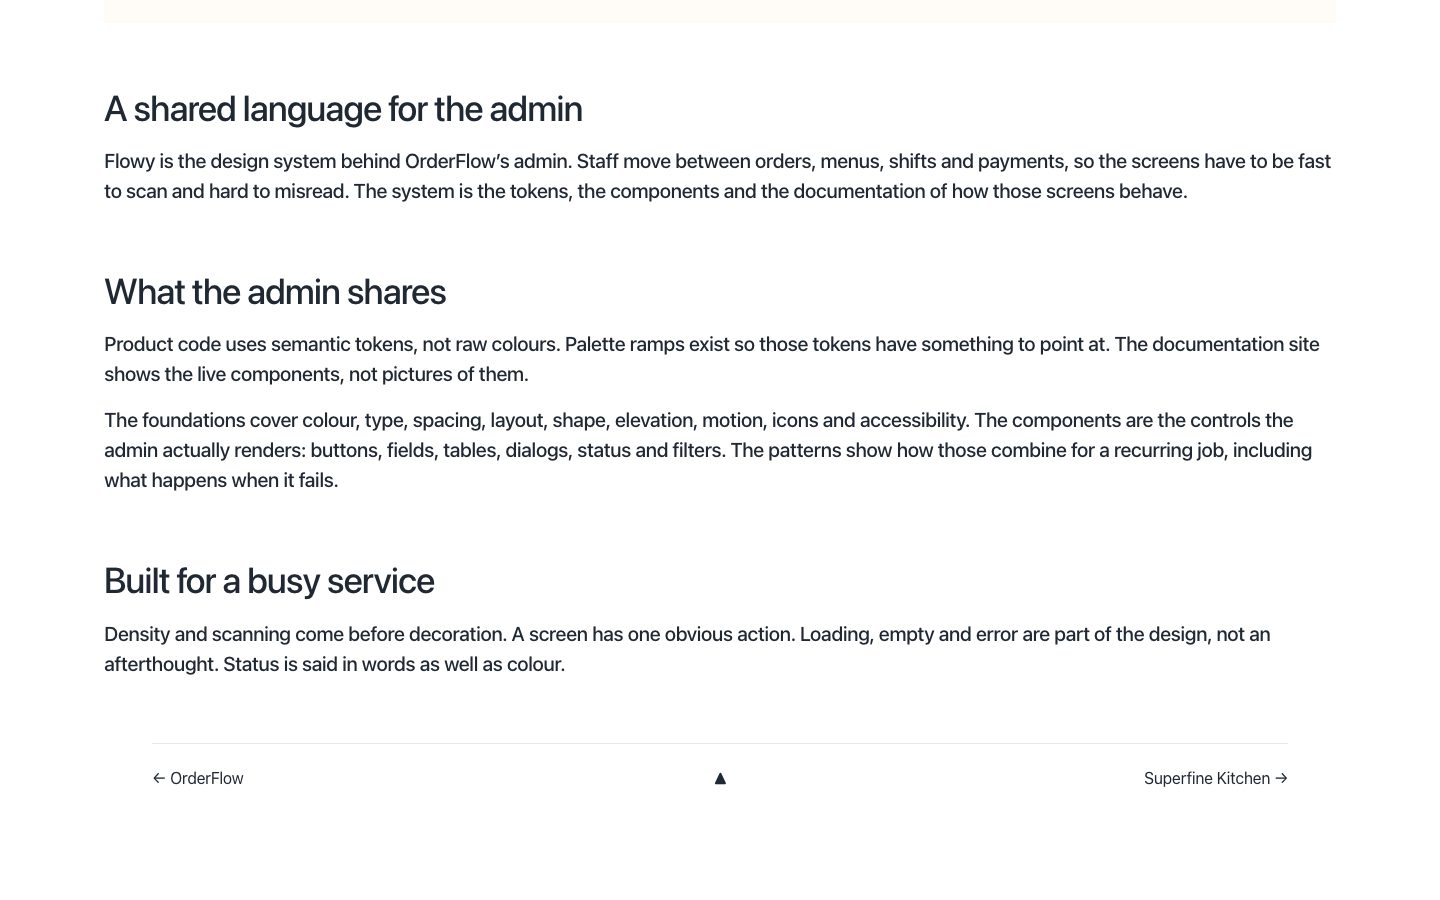 A shared language for the admin
Flowy is the design system behind OrderFlow’s admin. Staff move between orders, menus, shifts and payments, so the screens have to be fast
to scan and hard to misread. The system is the tokens, the components and the documentation of how those screens behave.
What the admin shares
Product code uses semantic tokens, not raw colours. Palette ramps exist so those tokens have something to point at. The documentation site
shows the live components, not pictures of them.
The foundations cover colour, type, spacing, layout, shape, elevation, motion, icons and accessibility. The components are the controls the
admin actually renders: buttons, fields, tables, dialogs, status and filters. The patterns show how those combine for a recurring job, including
what happens when it fails.
Built for a busy service
Density and scanning come before decoration. A screen has one obvious action. Loading, empty and error are part of the design, not an
afterthought. Status is said in words as well as colour.
← OrderFlow
▲
Superfine Kitchen →